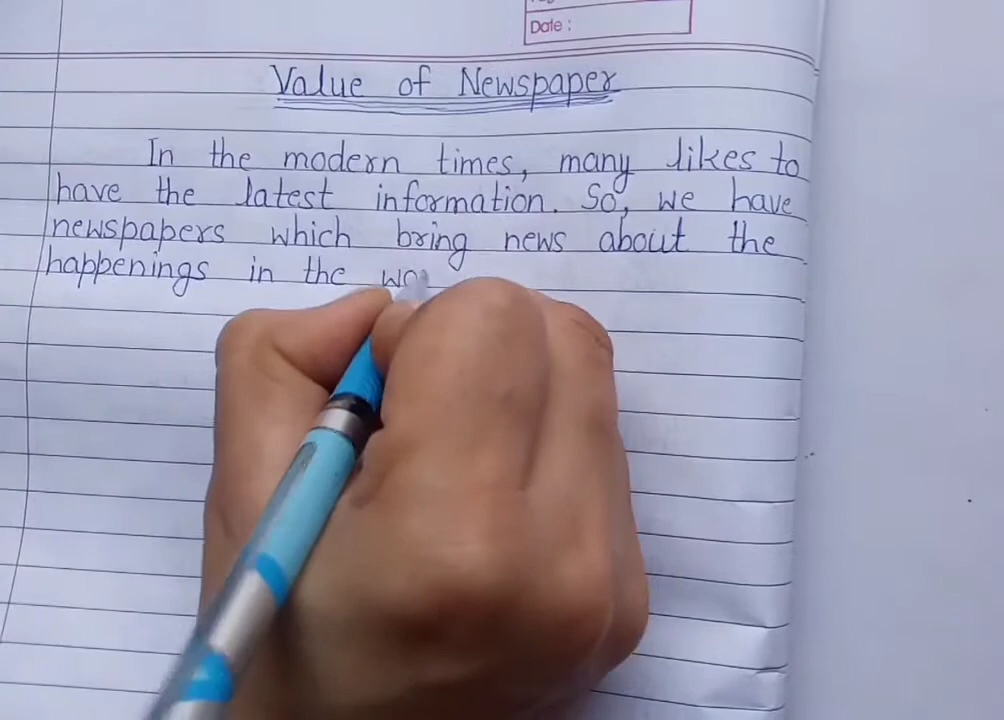 Date :
Value of Newspaper
In the modern times, many likes to
have the latest information. So, we have
newspapers which bring news about the
happenings in the